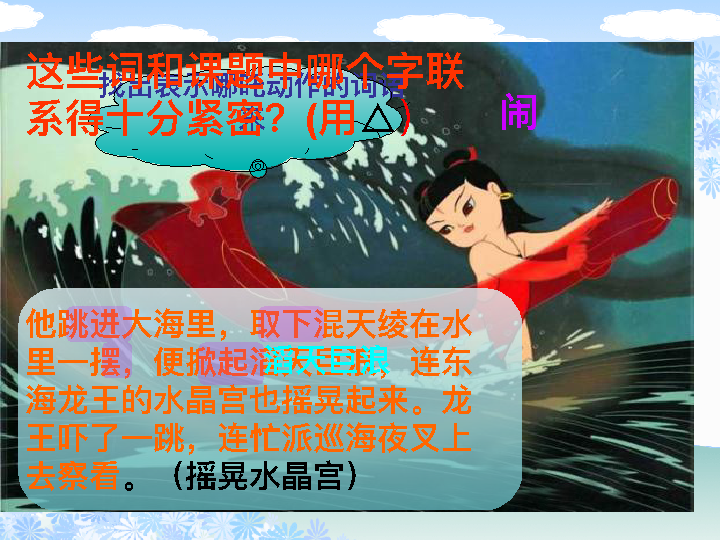 这些词和课题中哪个字联
系得十分紧密？(用△）
找出表示哪吒动作的词语
闹
他跳进大海里，取下混天绫在水
里一摆，便掀起滔天巨浪，连东
海龙王的水晶宫也摇晃起来。龙
王吓了一跳，连忙派巡海夜叉上
去察看。（摇晃水晶宫）